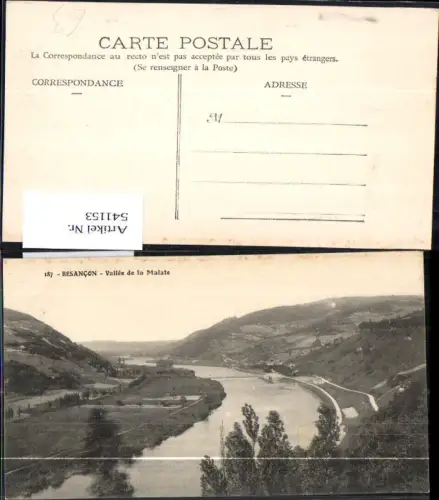 CARTE POSTALE
La Correspondance au recto n'est pas acceptée par tous les pays étrangers.
(Se renseigner à la Poste)
CORRESPONDANCE
ADRESSE
M
Artikel Nr.
541153
187 - BESANÇON - Vallée de la Malate